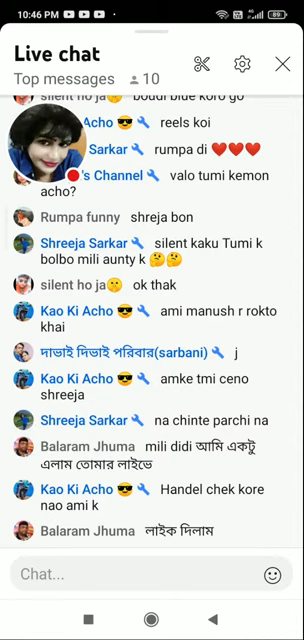 10:46 PM
89
Live chat
Top messages 10
silent ho ja🤫 boudi blue koro go
Acho 😎 reels koi
Sarkar rumpa di ❤️❤️❤️
's Channel valo tumi kemon
acho?
Rumpa funny shreja bon
Shreeja Sarkar silent kaku Tumi k
bolbo mili aunty k 🤔🤔
silent ho ja🤫 ok thak
Kao Ki Acho 😎 ami manush r rokto
khai
দাভাই দিভাই পরিবার(sarbani) j
Kao Ki Acho 😎 amke tmi ceno
shreeja
Shreeja Sarkar na chinte parchi na
Balaram Jhuma mili didi আমি একটু
এলাম তোমার লাইভে
Kao Ki Acho 😎 Handel chek kore
nao ami k
Balaram Jhuma লাইক দিলাম
Chat...